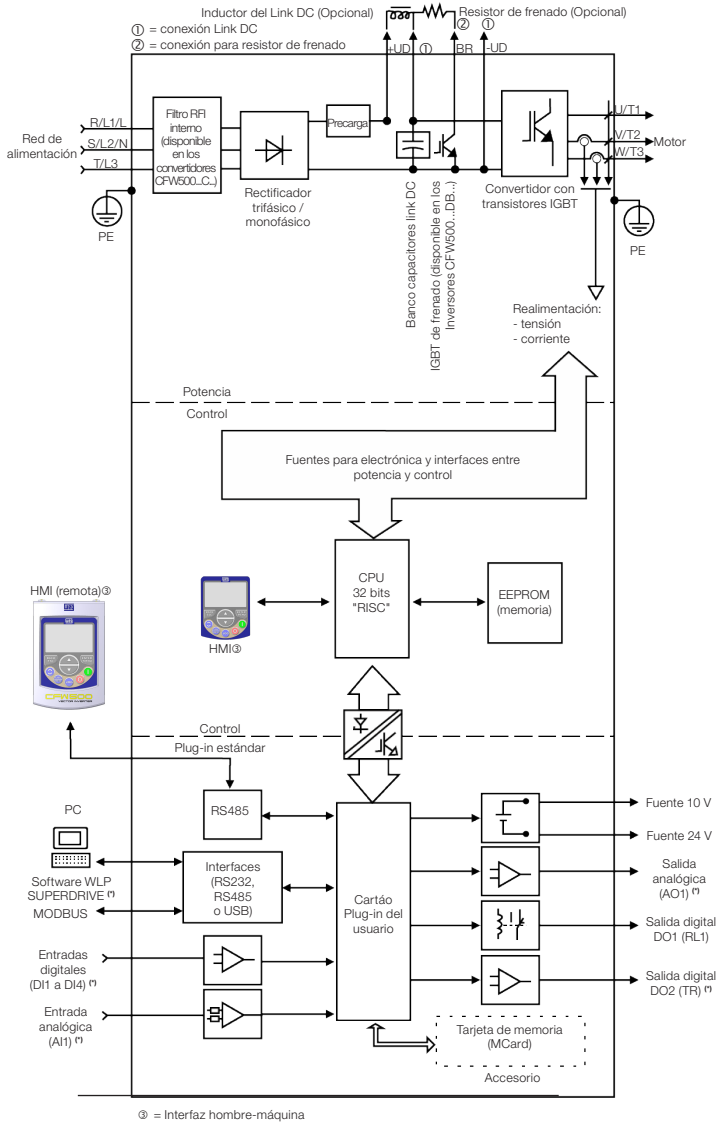 Inductor del Link DC (Opcional)
Resistor de frenado (Opcional)
① = conexión Link DC
② = conexión para resistor de frenado
②
①
+UD
①
BR
-UD
Red de
alimentación
R/L1/L
S/L2/N
T/L3
PE
Filtro RFI
interno
(disponible
en los
convertidores
CFW500...C..)
Rectificador
trifásico /
monofásico
Precarga
Banco capacitores link DC
IGBT de frenado (disponible en los
Inversores CFW500...DB...)
Convertidor con
transistores IGBT
U/T1
V/T2
W/T3
Motor
PE
Realimentación:
- tensión
- corriente
Potencia
Control
Fuentes para electrónica y interfaces entre
potencia y control
CPU
32 bits
"RISC"
EEPROM
(memoria)
HMI③
HMI (remota)③
CFW500
VECTOR INVERTER
Control
Plug-in estándar
RS485
PC
Software WLP
SUPERDRIVE (*)
MODBUS
Interfaces
(RS232,
RS485
o USB)
Entradas
digitales
(DI1 a DI4) (*)
Entrada
analógica
(AI1) (*)
Cartáo
Plug-in del
usuario
Fuente 10 V
Fuente 24 V
Salida
analógica
(AO1) (*)
Salida digital
DO1 (RL1)
Salida digital
DO2 (TR) (*)
Tarjeta de memoria
(MCard)
Accesorio
③ = Interfaz hombre-máquina